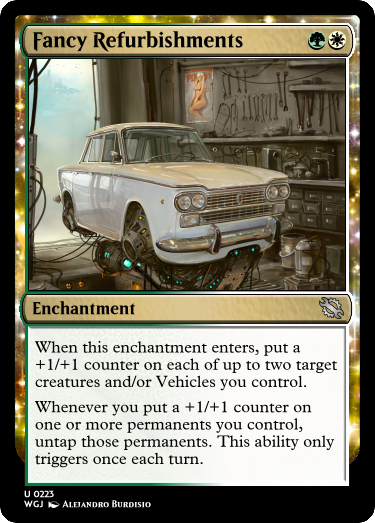 Fancy Refurbishments
Enchantment
When this enchantment enters, put a
+1/+1 counter on each of up to two target
creatures and/or Vehicles you control.
Whenever you put a +1/+1 counter on
one or more permanents you control,
untap those permanents. This ability only
triggers once each turn.
U 0223
WGJ Alejandro Burdisio